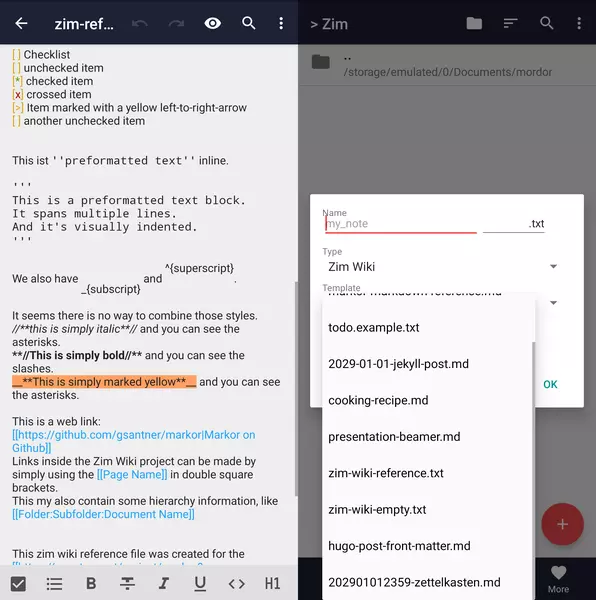 zim-ref...
[ ] Checklist
[ ] unchecked item
[*] checked item
[x] crossed item
[>] Item marked with a yellow left-to-right-arrow
[ ] another unchecked item
This ist ''preformatted text'' inline.
'''
This is a preformatted text block.
It spans multiple lines.
And it's visually indented.
'''
We also have _{subscript} and ^{superscript} .
It seems there is no way to combine those styles.
//**this is simply italic**// and you can see the
asterisks.
**//This is simply bold//** and you can see the
slashes.
__**This is simply marked yellow**__ and you can see
the asterisks.
This is a web link:
[[https://github.com/gsantner/markor|Markor on
Github]]
Links inside the Zim Wiki project can be made by
simply using the [[Page Name]] in double square
brackets.
This my also contain some hierarchy information, like
[[Folder:Subfolder:Document Name]]
This zim wiki reference file was created for the
B
I
U
<>
H1
> Zim
..
/storage/emulated/0/Documents/mordor
Name
my_note
.txt
Type
Zim Wiki
Template
markor-markdown-reference.md
todo.example.txt
2029-01-01-jekyll-post.md
cooking-recipe.md
OK
presentation-beamer.md
zim-wiki-reference.txt
zim-wiki-empty.txt
hugo-post-front-matter.md
202901012359-zettelkasten.md
More